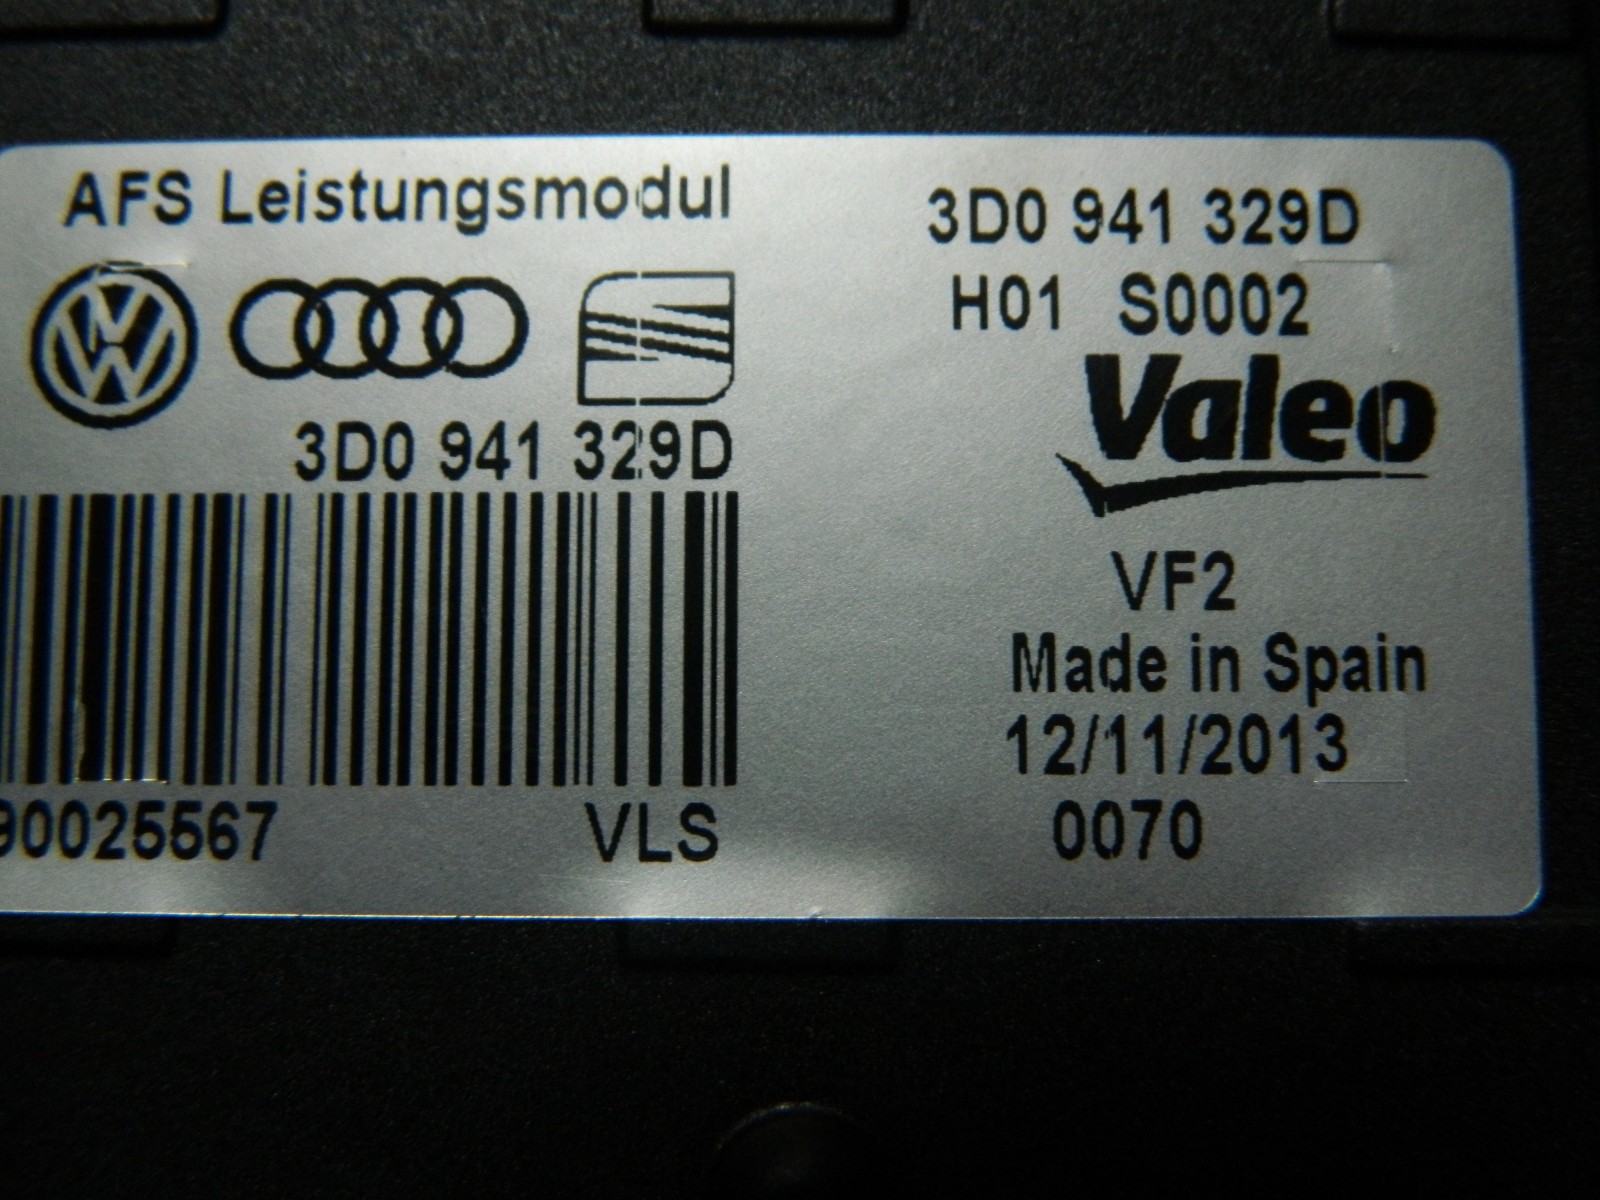 AFS Leistungsmodul
3D0 941 329D
3D0 941 329D
H01 S0002
Valeo
VF2
Made in Spain
12/11/2013
0070
90025567
VLS